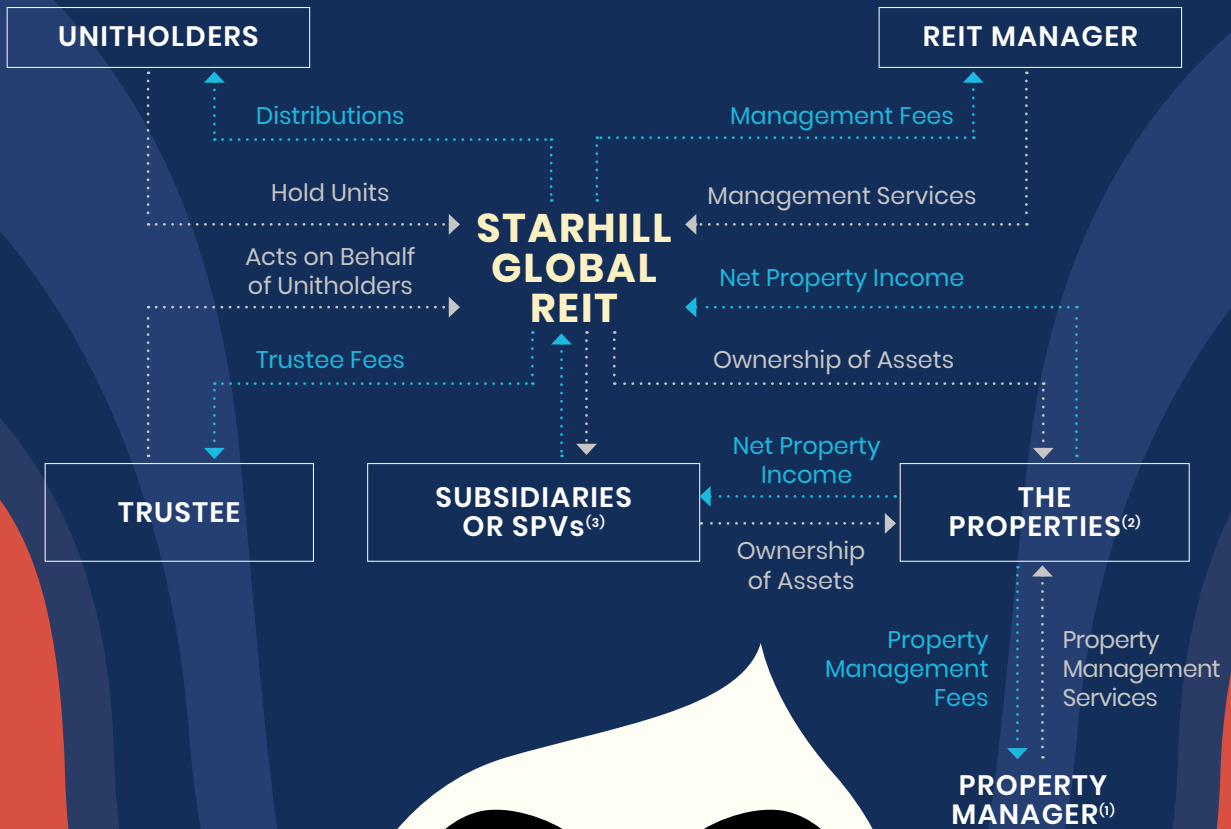 UNITHOLDERS
REIT MANAGER
Distributions
Management Fees
Hold Units
Management Services
STARHILL
GLOBAL
REIT
Acts on Behalf
of Unitholders
Net Property Income
Trustee Fees
Ownership of Assets
TRUSTEE
SUBSIDIARIES
OR SPVs(3)
Net Property
Income
Ownership
of Assets
THE
PROPERTIES(2)
Property
Management
Fees
Property
Management
Services
PROPERTY
MANAGER(1)